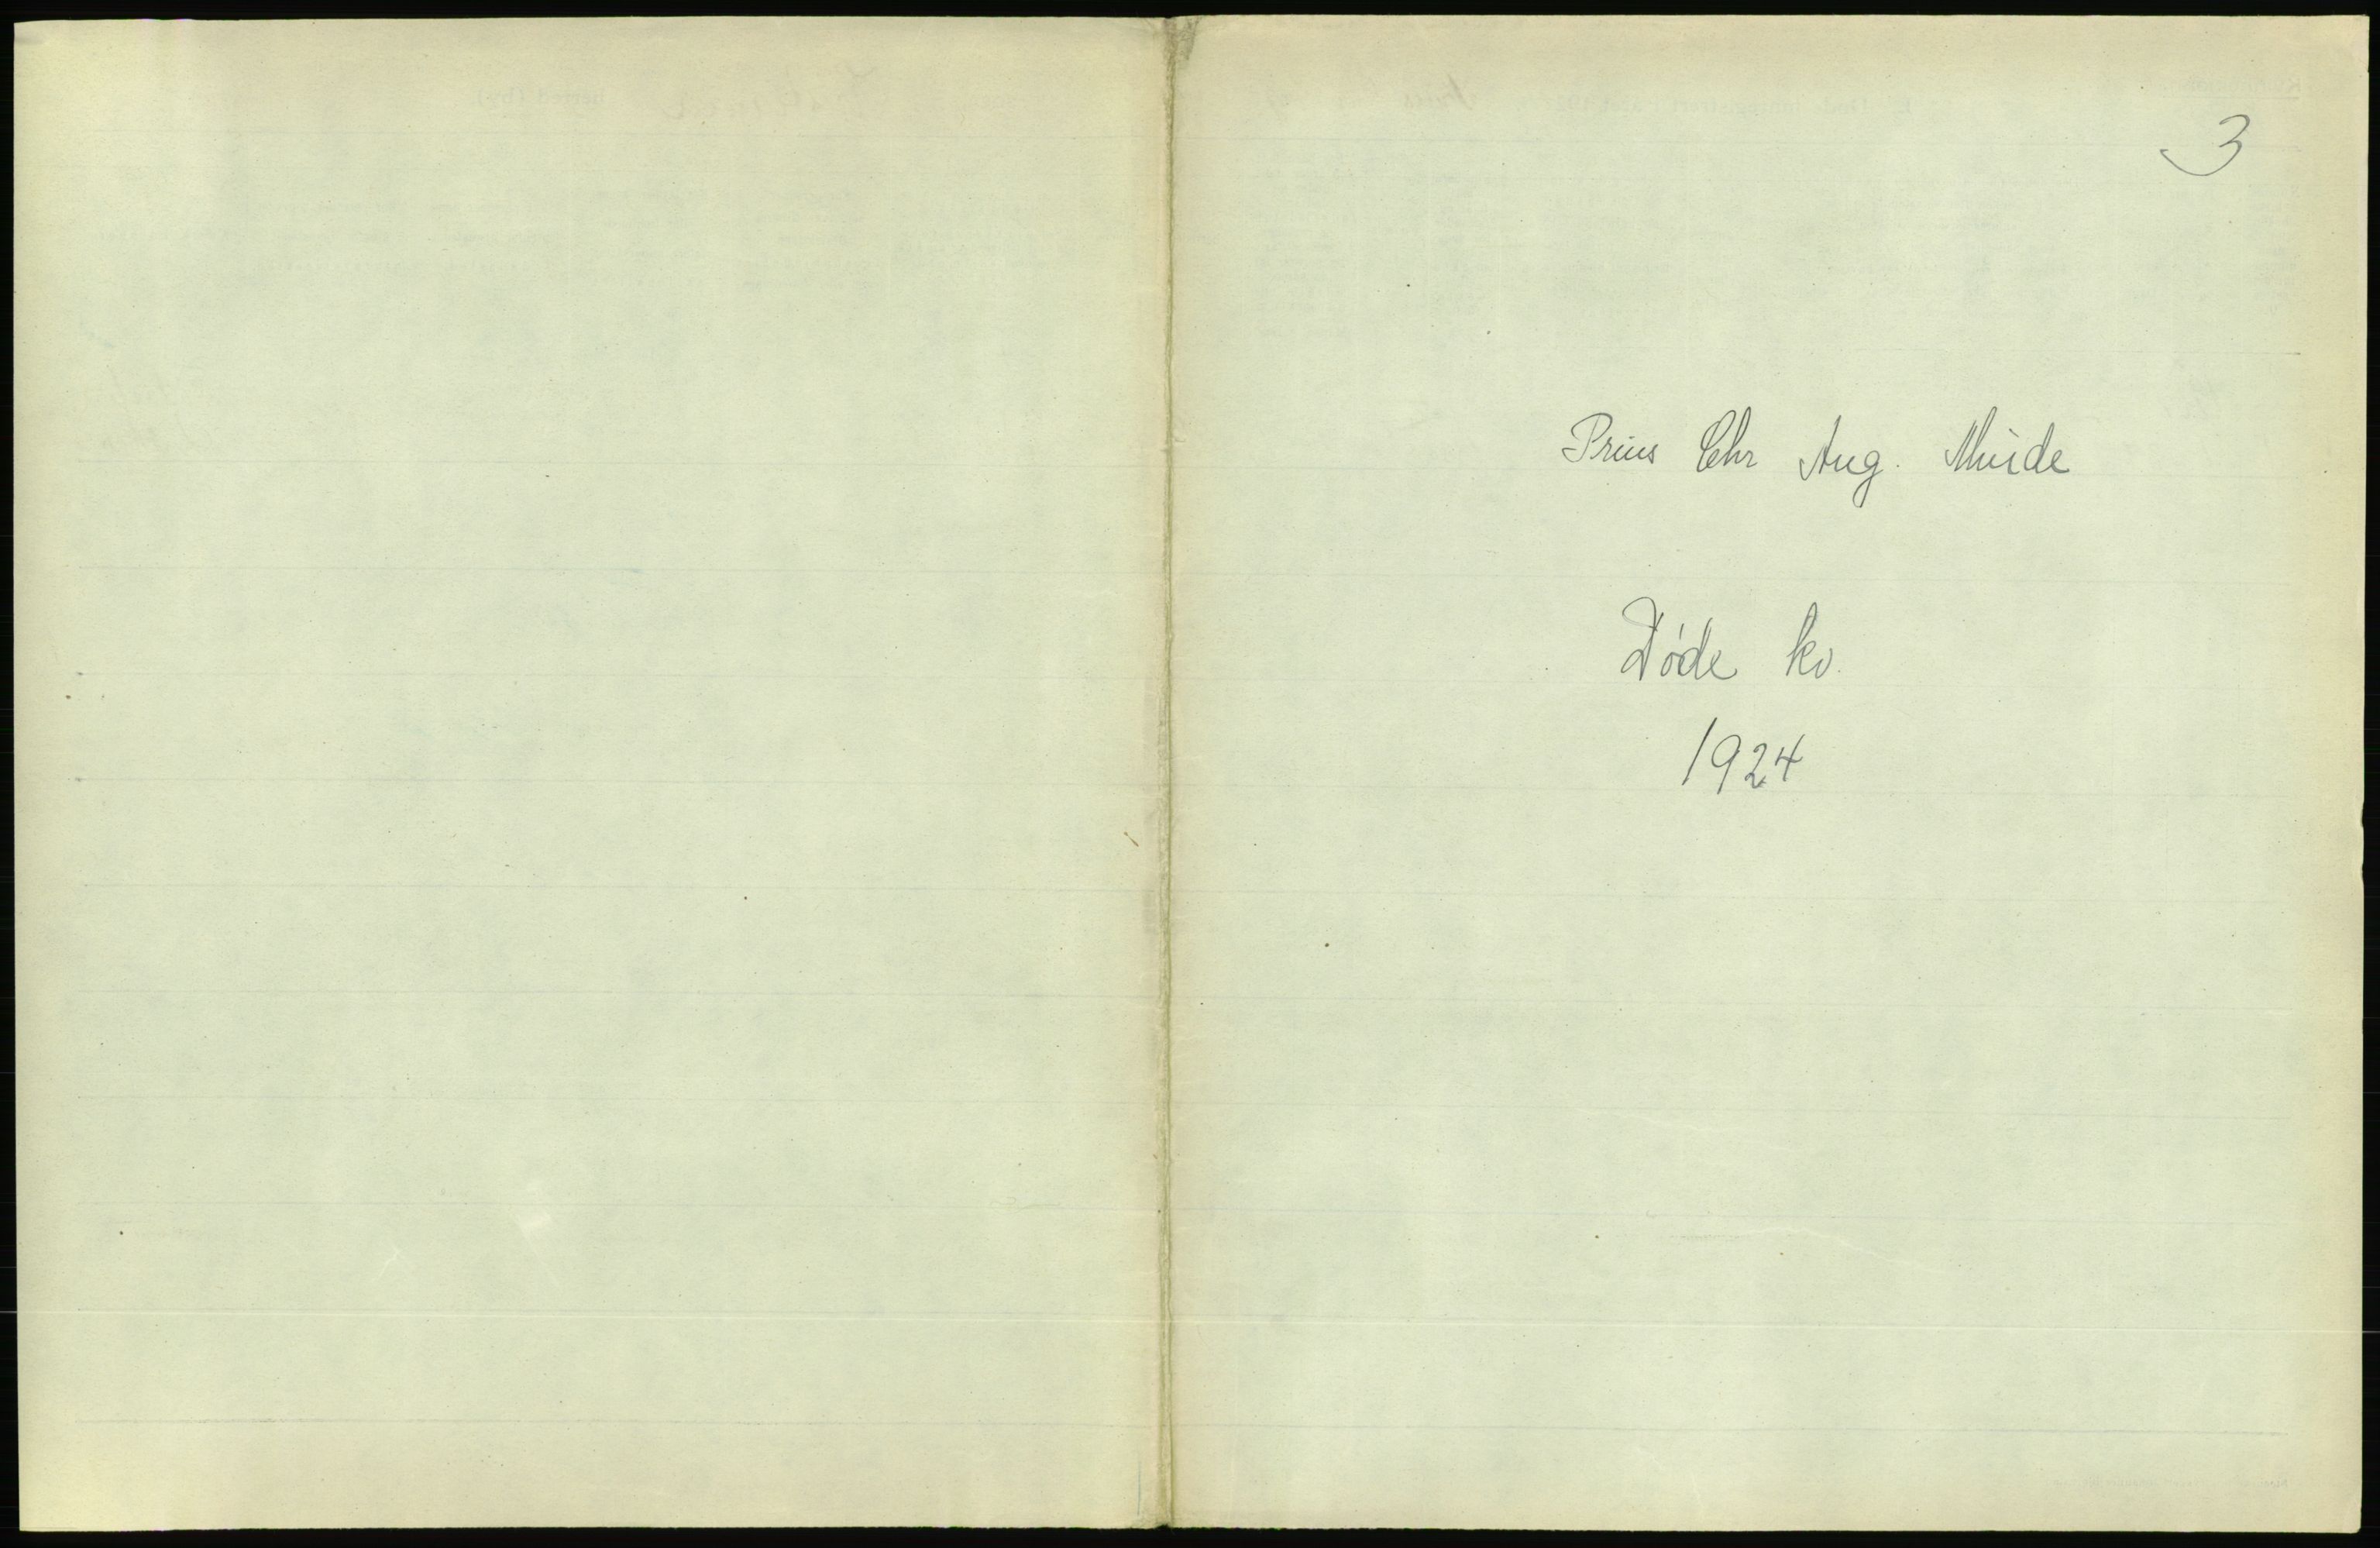 3
Prins Chr Aug. Minde
Døde kv.
1924